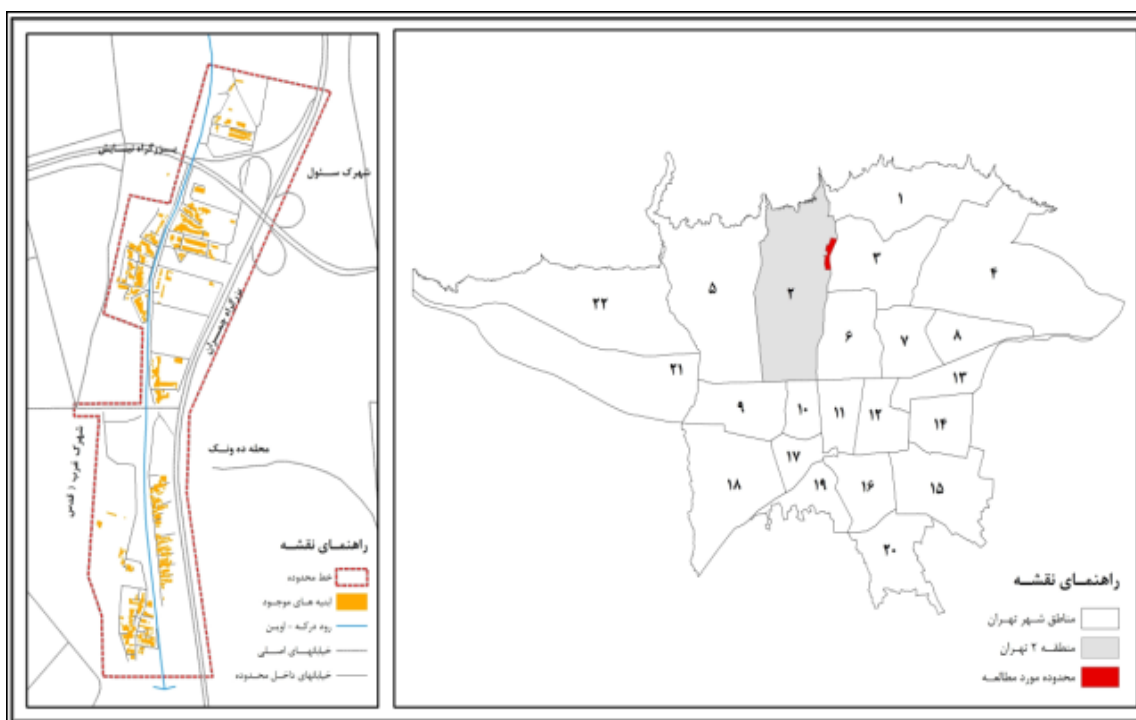 بزرگراه نیایش
شهرک سئول
بزرگراه چمران
شهرک غرب ( قدس
محله ده ونک
راهنمای نقشه
خط محدوده
ابنیه های موجود
رود درکه - اوین
خیابانهای اصلی
خیابانهای داخل محدوده
۱
۳
۴
۲
۵
۲۲
۶
۷
۸
۲۱
۱۳
۹
۱۰
۱۱
۱۲
۱۴
۱۷
۱۸
۱۹
۱۶
۱۵
۲۰
راهنمای نقشه
مناطق شهر تهران
منطقه ۲ تهران
محدوده مورد مطالعه